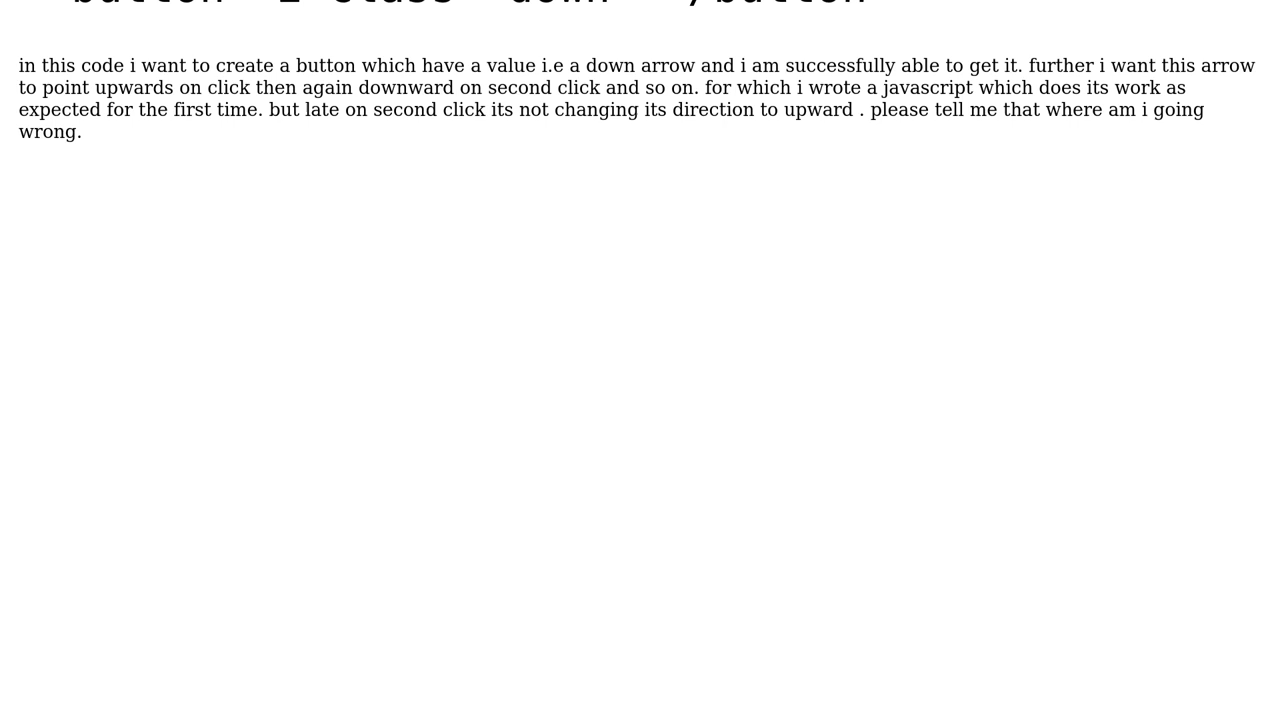 in this code i want to create a button which have a value i.e a down arrow and i am successfully able to get it. further i want this arrow
to point upwards on click then again downward on second click and so on. for which i wrote a javascript which does its work as
expected for the first time. but late on second click its not changing its direction to upward . please tell me that where am i going
wrong.